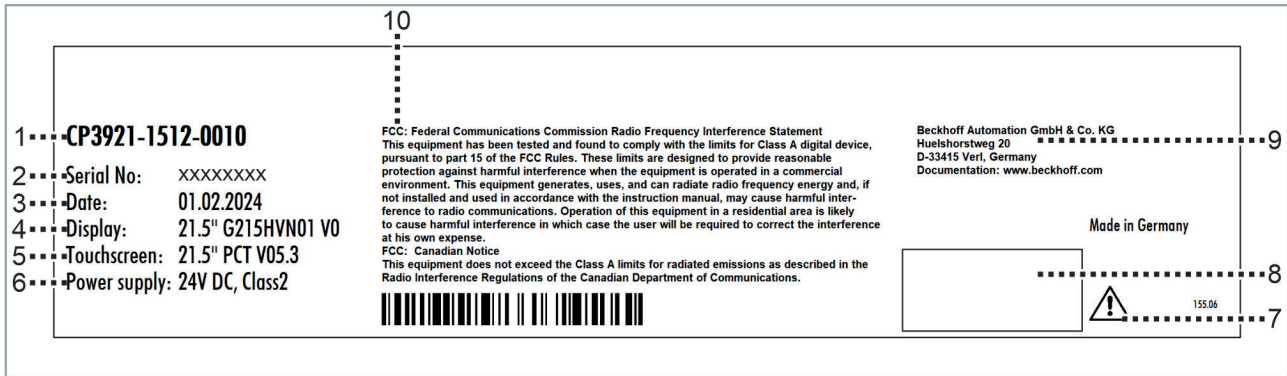 10
1 CP3921-1512-0010
2 Serial No: XXXXXXXX
3 Date: 01.02.2024
4 Display: 21.5" G215HVN01 V0
5 Touchscreen: 21.5" PCT V05.3
6 Power supply: 24V DC, Class2
FCC: Federal Communications Commission Radio Frequency Interference Statement
This equipment has been tested and found to comply with the limits for Class A digital device,
pursuant to part 15 of the FCC Rules. These limits are designed to provide reasonable
protection against harmful interference when the equipment is operated in a commercial
environment. This equipment generates, uses, and can radiate radio frequency energy and, if
not installed and used in accordance with the instruction manual, may cause harmful inter-
ference to radio communications. Operation of this equipment in a residential area is likely
to cause harmful interference in which case the user will be required to correct the interference
at his own expense.
FCC: Canadian Notice
This equipment does not exceed the Class A limits for radiated emissions as described in the
Radio Interference Regulations of the Canadian Department of Communications.
Beckhoff Automation GmbH & Co. KG
Huelshorstweg 20 9
D-33415 Verl, Germany
Documentation: www.beckhoff.com
Made in Germany
8
155.06
7